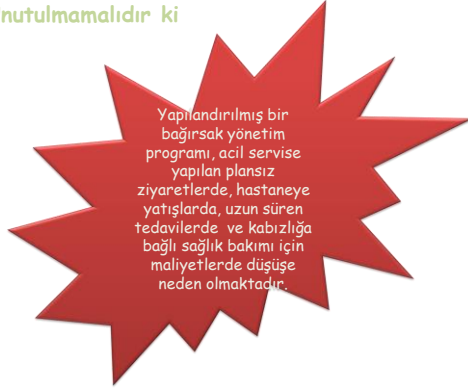 nutulmamalıdır ki
Yapılandırılmış bir
bağırsak yönetim
programı, acil servise
yapılan plansız
ziyaretlerde, hastaneye
yatışlarda, uzun süren
tedavilerde ve kabızlığa
bağlı sağlık bakımı için
maliyetlerde düşüşe
neden olmaktadır.